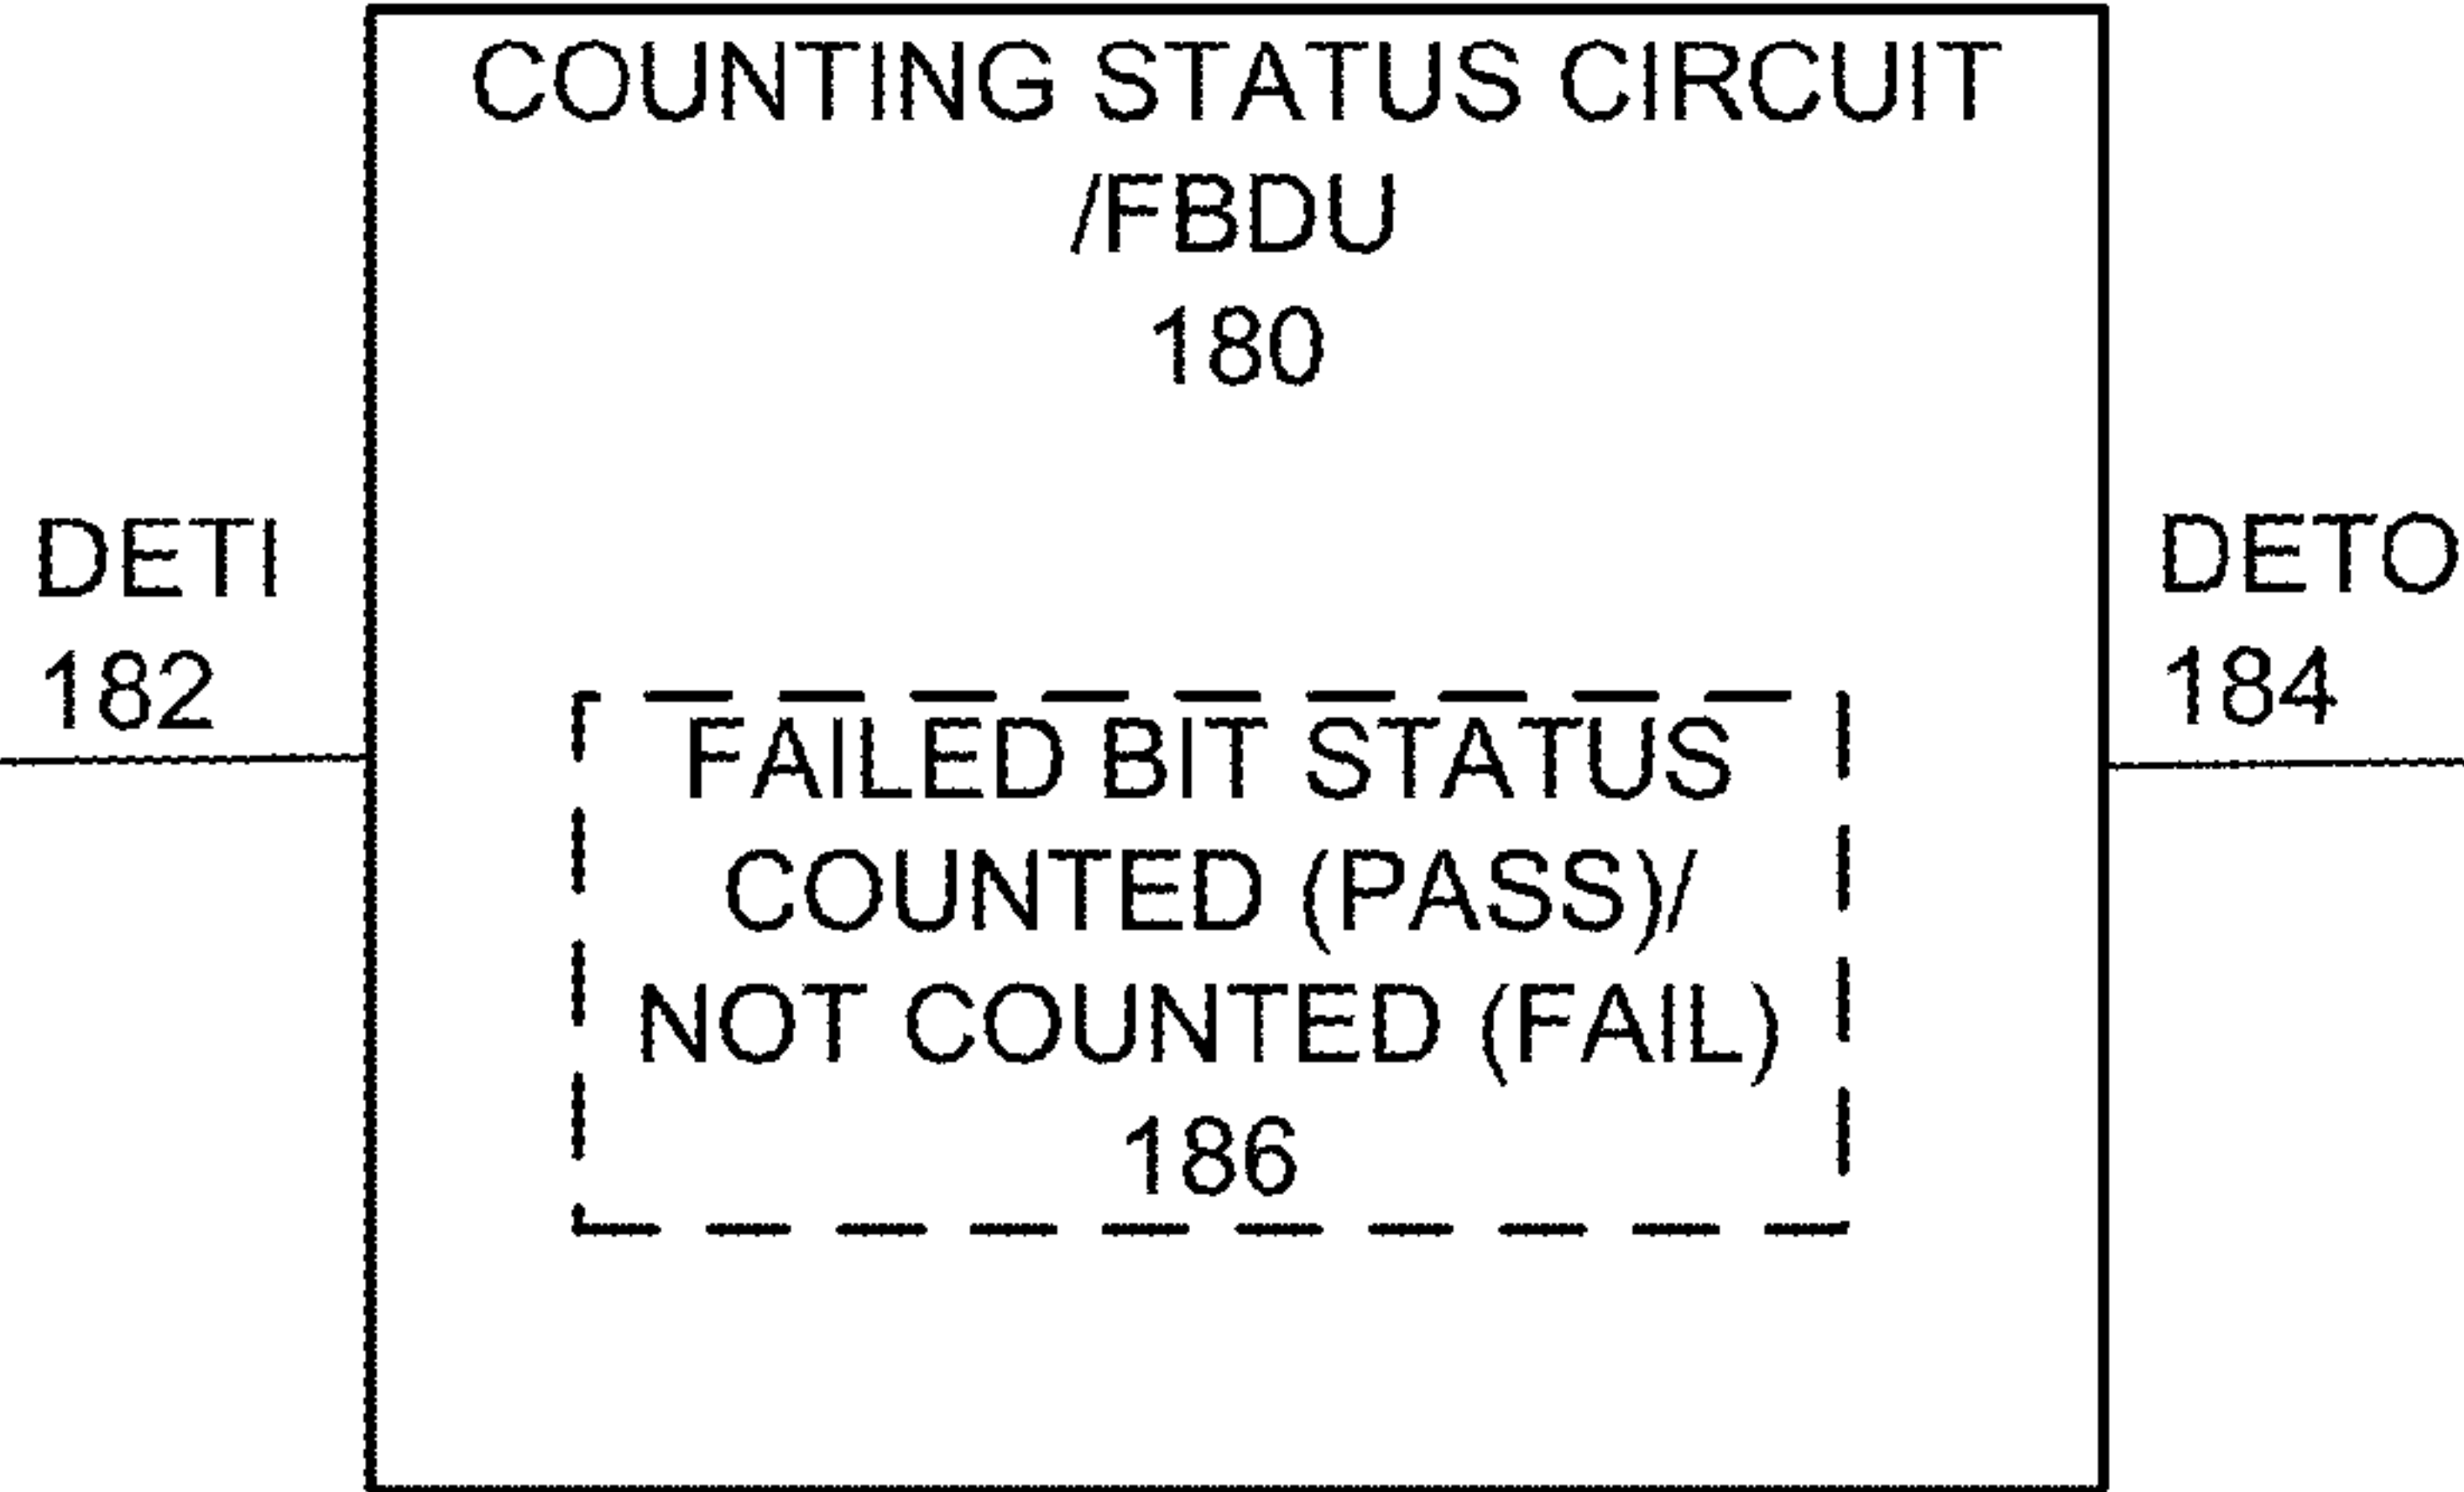 COUNTING STATUS CIRCUIT
/FBDU
180
DETI
182
DETO
184
FAILED BIT STATUS
COUNTED (PASS)/
NOT COUNTED (FAIL)
186